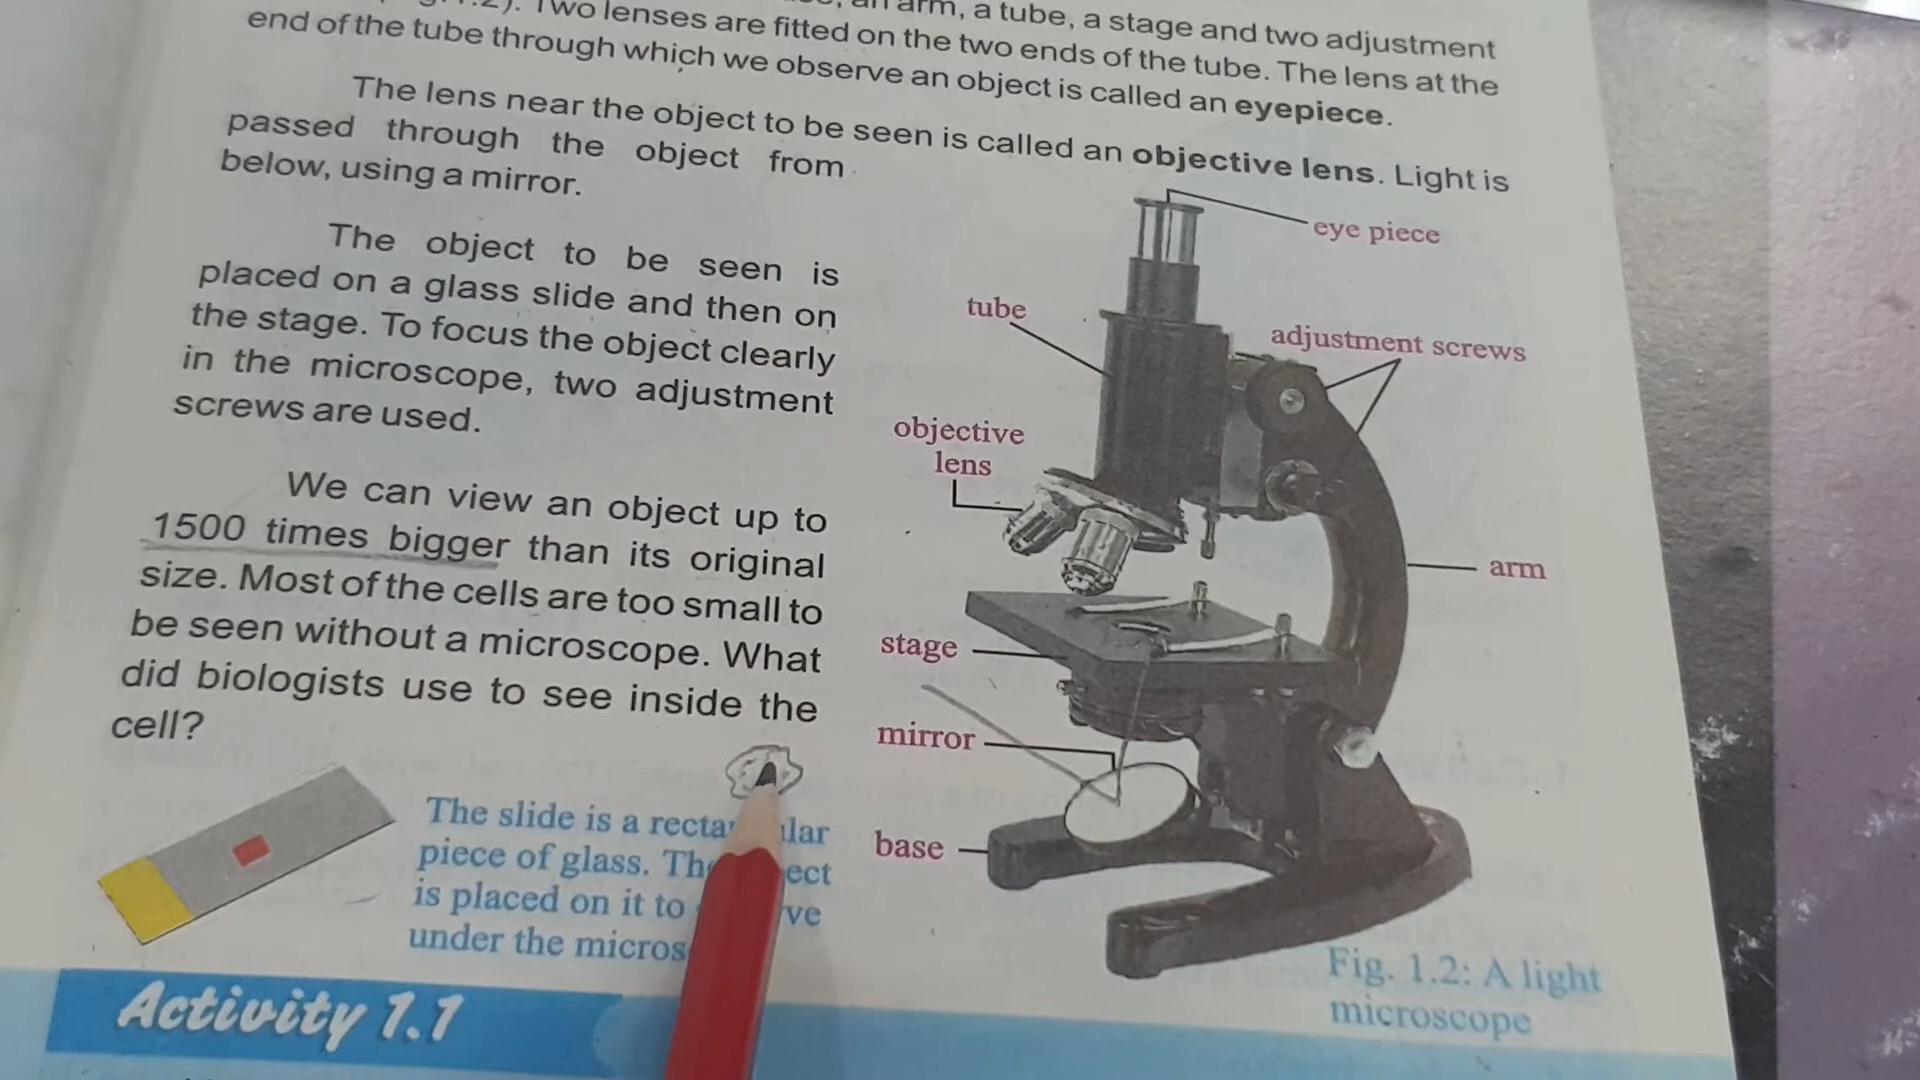 arm, a tube, a stage and two adjustment
Two lenses are fitted on the two ends of the tube. The lens at the
end of the tube through which we observe an object is called an eyepiece.
The lens near the object to be seen is called an objective lens. Light is
passed through the object from
below, using a mirror.
The object to be seen is
placed on a glass slide and then on
the stage. To focus the object clearly
in the microscope, two adjustment
screws are used.
We can view an object up to
1500 times bigger than its original
size. Most of the cells are too small to
be seen without a microscope. What
did biologists use to see inside the
cell?
eye piece
tube
adjustment screws
objective
lens
arm
stage
mirror
base
Fig. 1.2: A light
microscope
The slide is a
piece of glass.
is placed on it to
under the
Activity 1.1